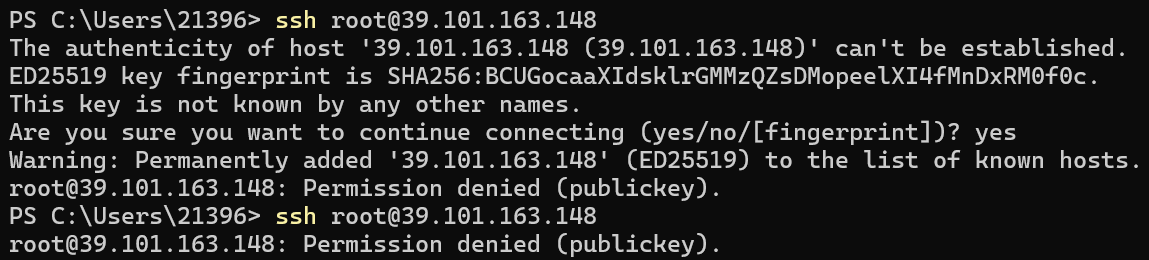 PS C:\Users\21396> ssh root@39.101.163.148
The authenticity of host '39.101.163.148 (39.101.163.148)' can't be established.
ED25519 key fingerprint is SHA256:BCUGocaaXIdsklrGMMzQZsDMopeelXI4fMnDxRM0f0c.
This key is not known by any other names.
Are you sure you want to continue connecting (yes/no/[fingerprint])? yes
Warning: Permanently added '39.101.163.148' (ED25519) to the list of known hosts.
root@39.101.163.148: Permission denied (publickey).
PS C:\Users\21396> ssh root@39.101.163.148
root@39.101.163.148: Permission denied (publickey).